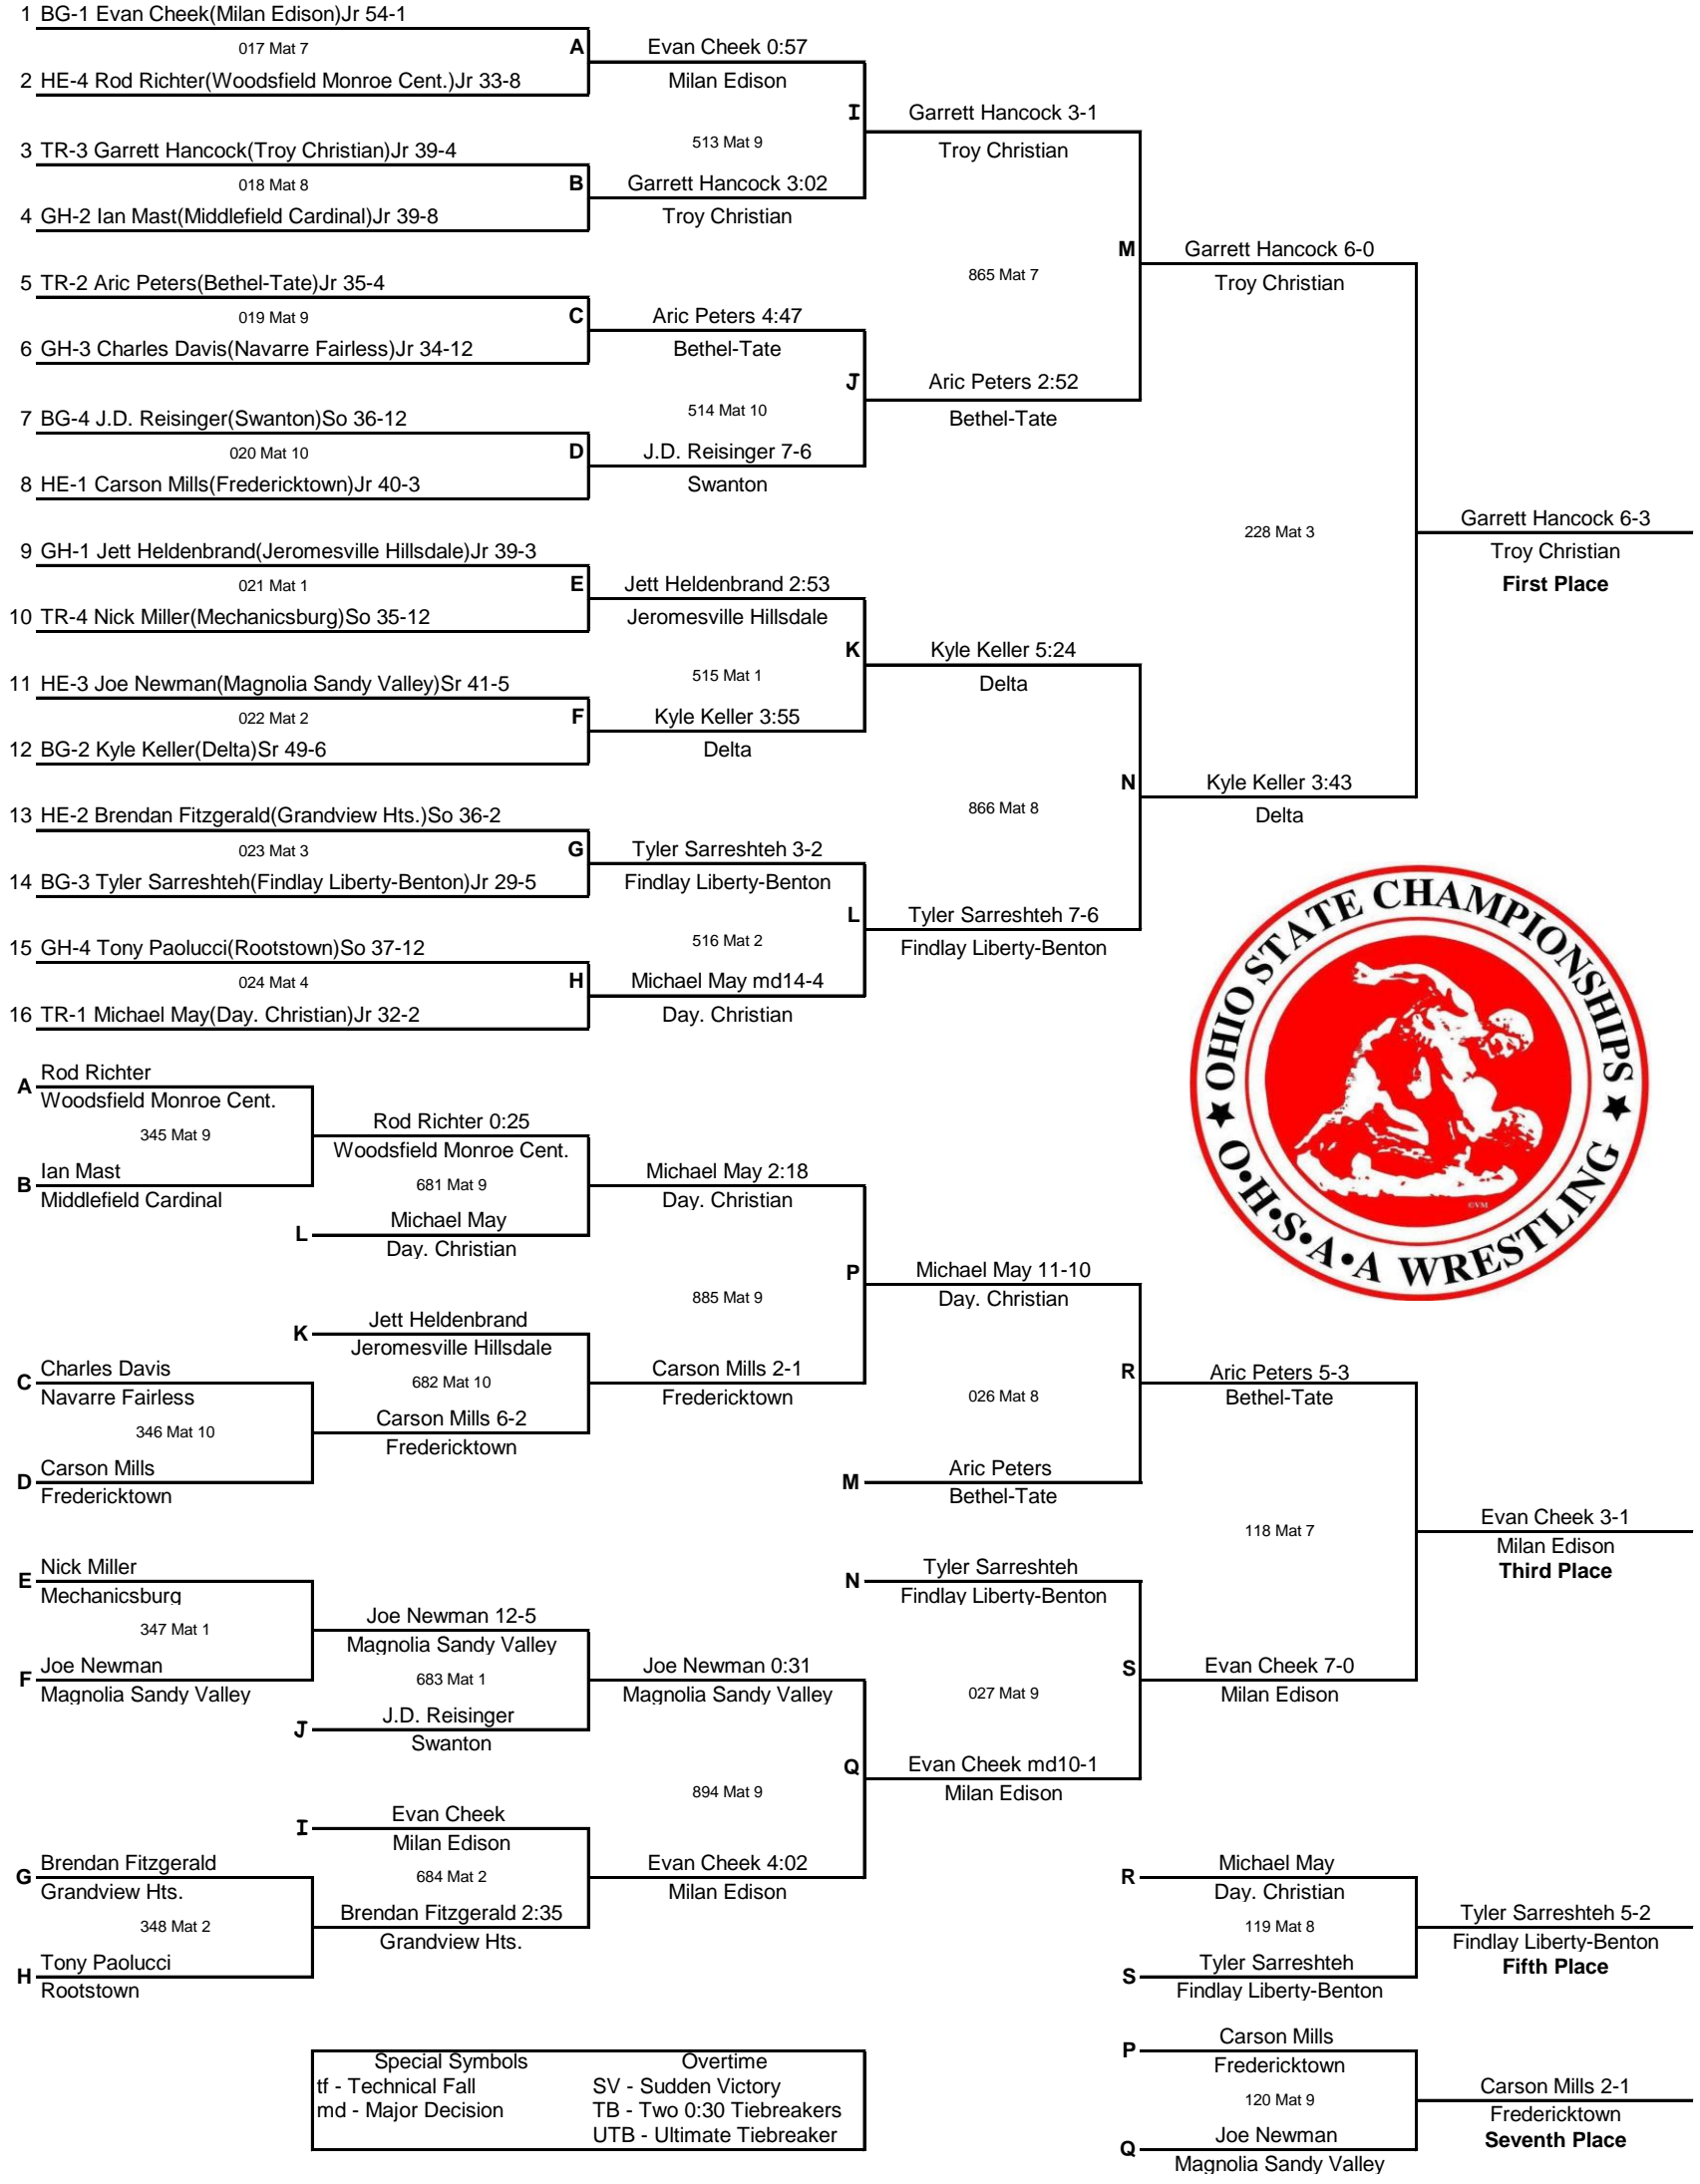 1 BG-1 Evan Cheek(Milan Edison)Jr 54-1
017 Mat 7
A
2 HE-4 Rod Richter(Woodsfield Monroe Cent.)Jr 33-8
Evan Cheek 0:57
Milan Edison
I
513 Mat 9
3 TR-3 Garrett Hancock(Troy Christian)Jr 39-4
018 Mat 8
B
4 GH-2 Ian Mast(Middlefield Cardinal)Jr 39-8
Garrett Hancock 3:02
Troy Christian
Garrett Hancock 3-1
Troy Christian
M
865 Mat 7
5 TR-2 Aric Peters(Bethel-Tate)Jr 35-4
019 Mat 9
C
6 GH-3 Charles Davis(Navarre Fairless)Jr 34-12
Aric Peters 4:47
Bethel-Tate
J
514 Mat 10
7 BG-4 J.D. Reisinger(Swanton)So 36-12
020 Mat 10
D
8 HE-1 Carson Mills(Fredericktown)Jr 40-3
J.D. Reisinger 7-6
Swanton
Aric Peters 2:52
Bethel-Tate
Garrett Hancock 6-0
Troy Christian
228 Mat 3
Garrett Hancock 6-3
Troy Christian
First Place
9 GH-1 Jett Heldenbrand(Jeromesville Hillsdale)Jr 39-3
021 Mat 1
E
10 TR-4 Nick Miller(Mechanicsburg)So 35-12
Jett Heldenbrand 2:53
Jeromesville Hillsdale
K
515 Mat 1
11 HE-3 Joe Newman(Magnolia Sandy Valley)Sr 41-5
022 Mat 2
F
12 BG-2 Kyle Keller(Delta)Sr 49-6
Kyle Keller 3:55
Delta
Kyle Keller 5:24
Delta
N
866 Mat 8
13 HE-2 Brendan Fitzgerald(Grandview Hts.)So 36-2
023 Mat 3
G
14 BG-3 Tyler Sarreshteh(Findlay Liberty-Benton)Jr 29-5
Tyler Sarreshteh 3-2
Findlay Liberty-Benton
L
516 Mat 2
15 GH-4 Tony Paolucci(Rootstown)So 37-12
024 Mat 4
H
16 TR-1 Michael May(Day. Christian)Jr 32-2
Michael May md14-4
Day. Christian
Tyler Sarreshteh 7-6
Findlay Liberty-Benton
Kyle Keller 3:43
Delta
OHIO STATE CHAMPIONSHIPS
★ ★
O•H•S•A•A WRESTLING
©VM
A Rod Richter
Woodsfield Monroe Cent.
345 Mat 9
B Ian Mast
Middlefield Cardinal
Rod Richter 0:25
Woodsfield Monroe Cent.
681 Mat 9
L Michael May
Day. Christian
Michael May 2:18
Day. Christian
P
885 Mat 9
K Jett Heldenbrand
Jeromesville Hillsdale
682 Mat 10
C Charles Davis
Navarre Fairless
346 Mat 10
D Carson Mills
Fredericktown
Carson Mills 6-2
Fredericktown
Carson Mills 2-1
Fredericktown
Michael May 11-10
Day. Christian
R
026 Mat 8
M Aric Peters
Bethel-Tate
Aric Peters 5-3
Bethel-Tate
118 Mat 7
Evan Cheek 3-1
Milan Edison
Third Place
E Nick Miller
Mechanicsburg
347 Mat 1
F Joe Newman
Magnolia Sandy Valley
Joe Newman 12-5
Magnolia Sandy Valley
683 Mat 1
J J.D. Reisinger
Swanton
Joe Newman 0:31
Magnolia Sandy Valley
Q
894 Mat 9
N Tyler Sarreshteh
Findlay Liberty-Benton
S
027 Mat 9
Evan Cheek md10-1
Milan Edison
Evan Cheek 7-0
Milan Edison
I Evan Cheek
Milan Edison
684 Mat 2
G Brendan Fitzgerald
Grandview Hts.
348 Mat 2
H Tony Paolucci
Rootstown
Brendan Fitzgerald 2:35
Grandview Hts.
Evan Cheek 4:02
Milan Edison
R Michael May
Day. Christian
119 Mat 8
S Tyler Sarreshteh
Findlay Liberty-Benton
Tyler Sarreshteh 5-2
Findlay Liberty-Benton
Fifth Place
P Carson Mills
Fredericktown
120 Mat 9
Q Joe Newman
Magnolia Sandy Valley
Carson Mills 2-1
Fredericktown
Seventh Place
Special Symbols Overtime
tf - Technical Fall SV - Sudden Victory
md - Major Decision TB - Two 0:30 Tiebreakers
UTB - Ultimate Tiebreaker